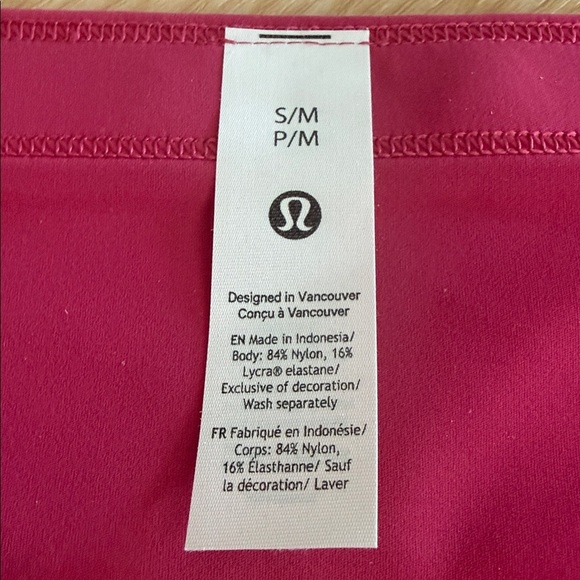 S/M
P/M
Designed in Vancouver
Conçu à Vancouver
EN Made in Indonesia/
Body: 84% Nylon, 16%
Lycra® elastane/
Exclusive of decoration/
Wash separately
FR Fabriqué en Indonésie/
Corps: 84% Nylon,
16% Élasthanne/ Sauf
la décoration/ Laver